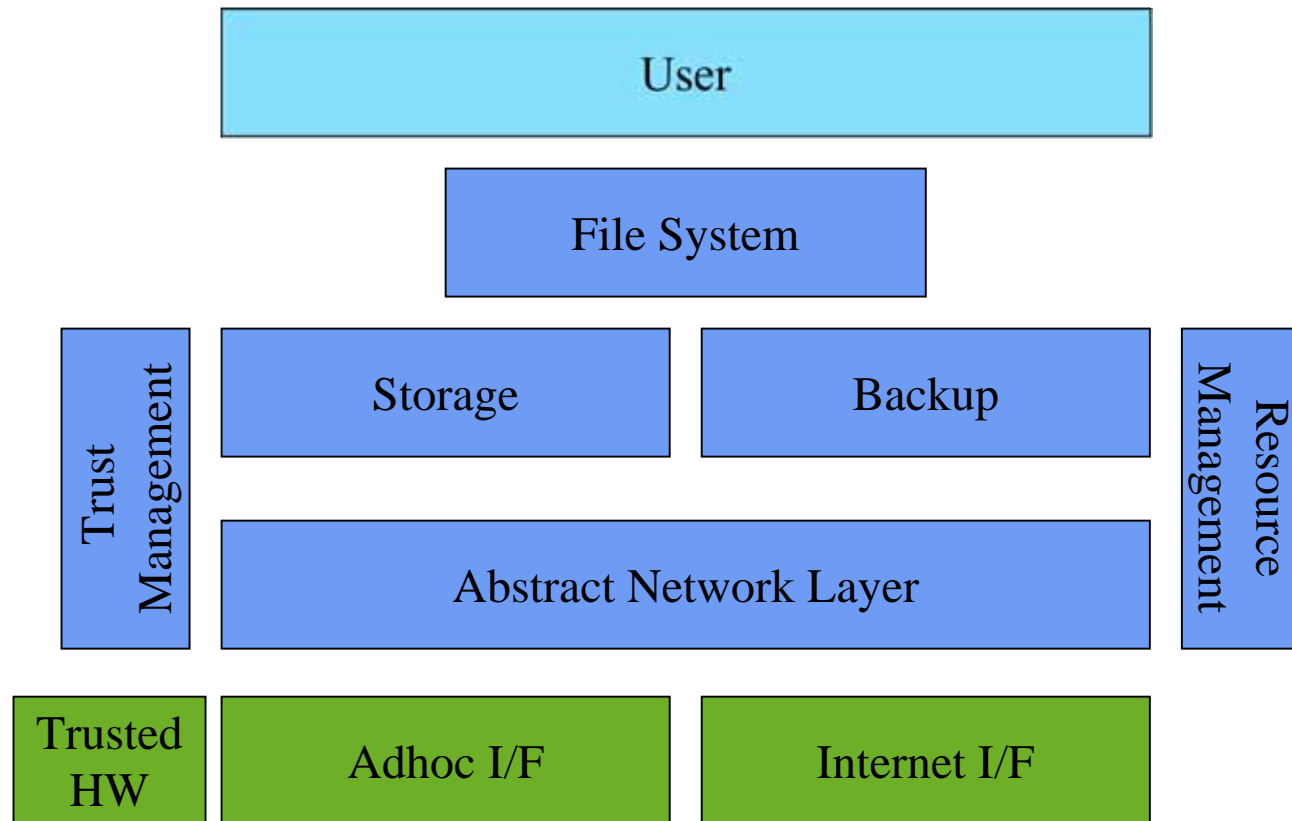 User
File System
Trust
Management
Storage
Backup
Resource
Management
Abstract Network Layer
Trusted
HW
Adhoc I/F
Internet I/F